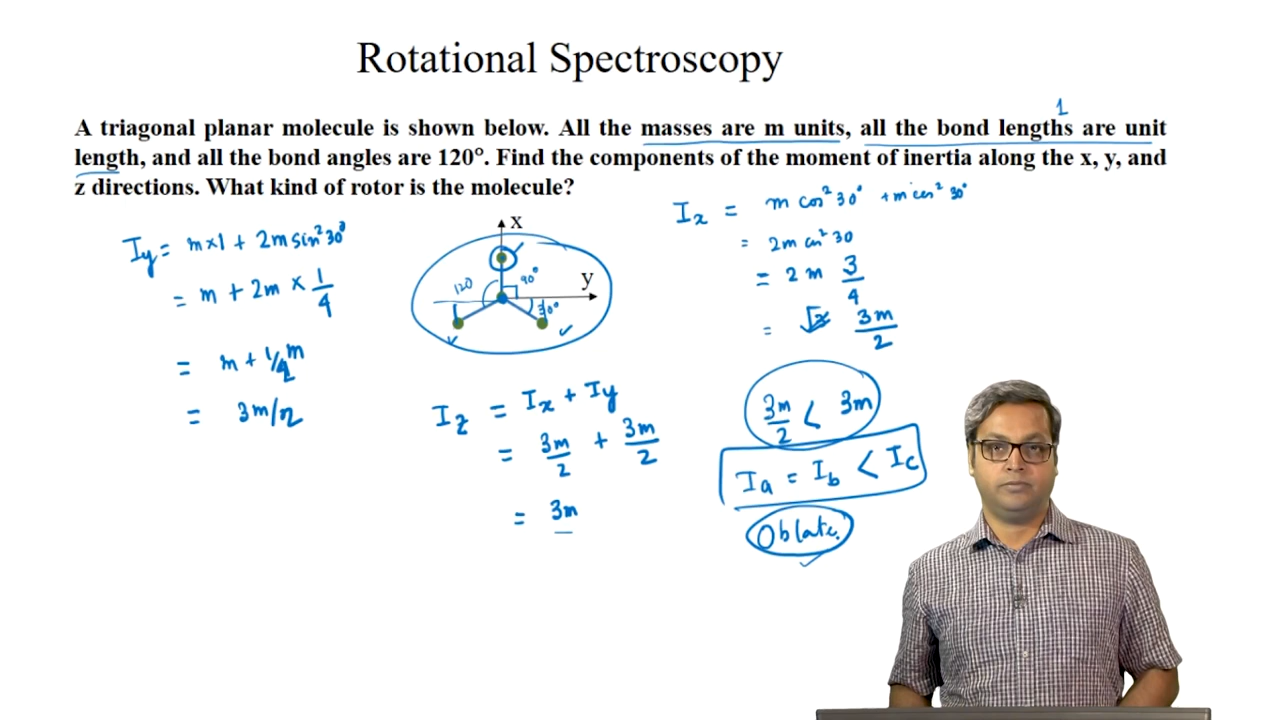 Rotational Spectroscopy
1
A triagonal planar molecule is shown below. All the masses are m units, all the bond lengths are unit
length, and all the bond angles are 120°. Find the components of the moment of inertia along the x, y, and
z directions. What kind of rotor is the molecule?
Iy = m×1 + 2m sin²30°
= m + 2m × 1/4
= m + 1/2 m
= 3m/2
x
y
120
90°
30°
Ix = m cos²30° + m cos²30°
= 2m cos²30
= 2m 3/4
= 3m/2
Iz = Ix + Iy
= 3m/2 + 3m/2
= 3m
3m/2 < 3m
Ia = Ib < Ic
Oblate.